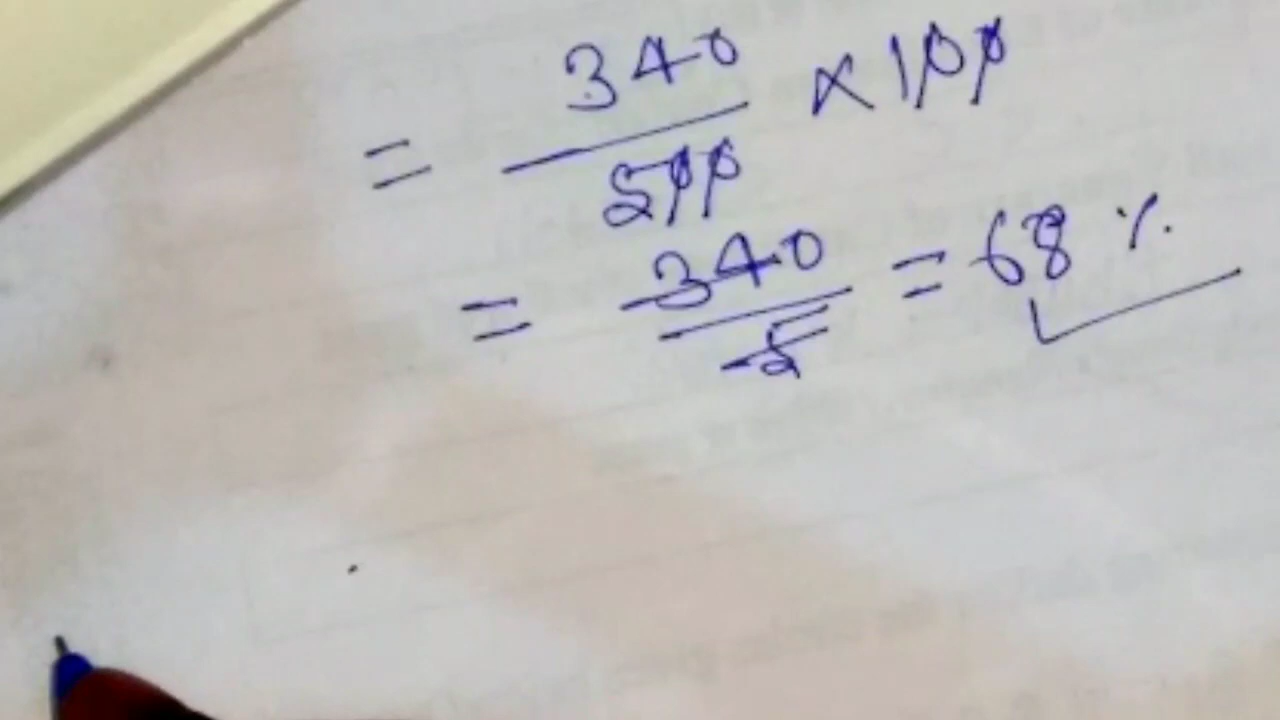 = 340/500 × 100
= 340/5 = 68 %